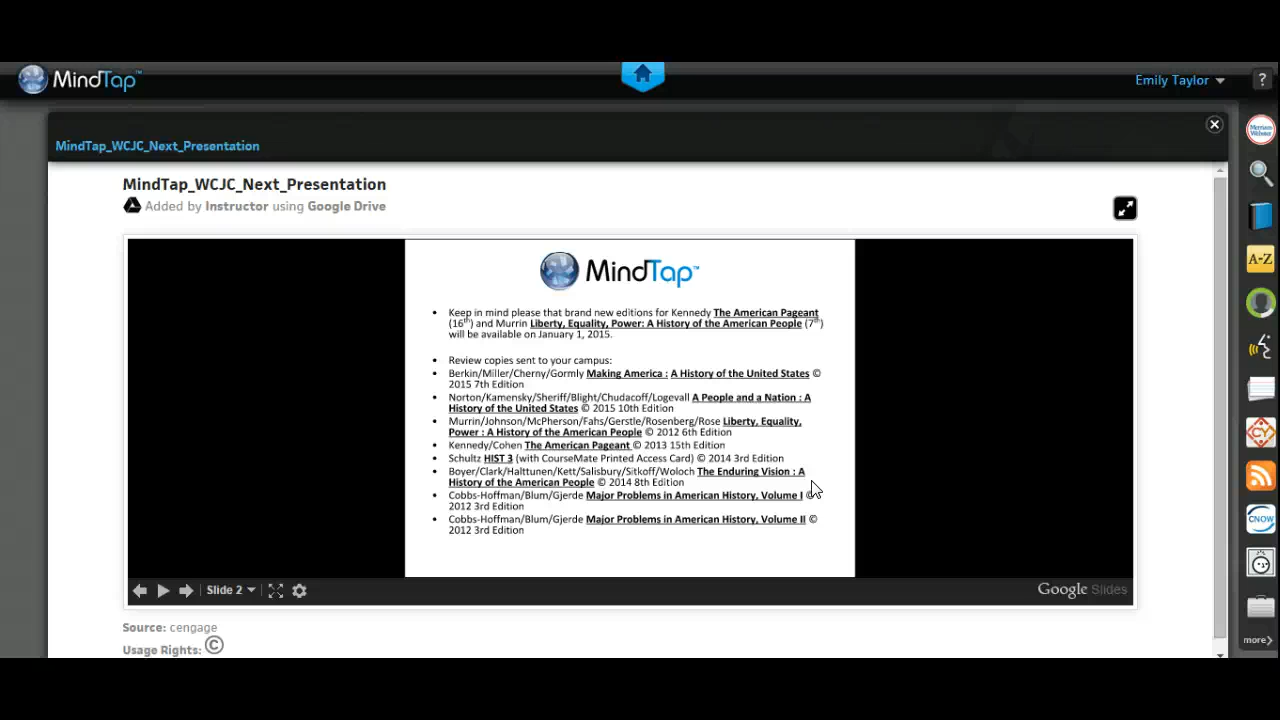 MindTap™
Emily Taylor
?
MindTap_WCJC_Next_Presentation
MindTap_WCJC_Next_Presentation
Added by Instructor using Google Drive
Merriam
Webster
MindTap™
• Keep in mind please that brand new editions for Kennedy The American Pageant
(16th) and Murrin Liberty, Equality, Power: A History of the American People (7th)
will be available on January 1, 2015.
• Review copies sent to your campus:
• Berkin/Miller/Cherny/Gormly Making America : A History of the United States ©
2015 7th Edition
• Norton/Kamensky/Sheriff/Blight/Chudacoff/Logevall A People and a Nation : A
History of the United States © 2015 10th Edition
• Murrin/Johnson/McPherson/Fahs/Gerstle/Rosenberg/Rose Liberty, Equality,
Power : A History of the American People © 2012 6th Edition
• Kennedy/Cohen The American Pageant © 2013 15th Edition
• Schultz HIST 3 (with CourseMate Printed Access Card) © 2014 3rd Edition
• Boyer/Clark/Halttunen/Kett/Salisbury/Sitkoff/Woloch The Enduring Vision : A
History of the American People © 2014 8th Edition
• Cobbs-Hoffman/Blum/Gjerde Major Problems in American History, Volume I ©
2012 3rd Edition
• Cobbs-Hoffman/Blum/Gjerde Major Problems in American History, Volume II ©
2012 3rd Edition
A-Z
CY
CNOW
Slide 2
Google Slides
Source: cengage
Usage Rights: ©
more